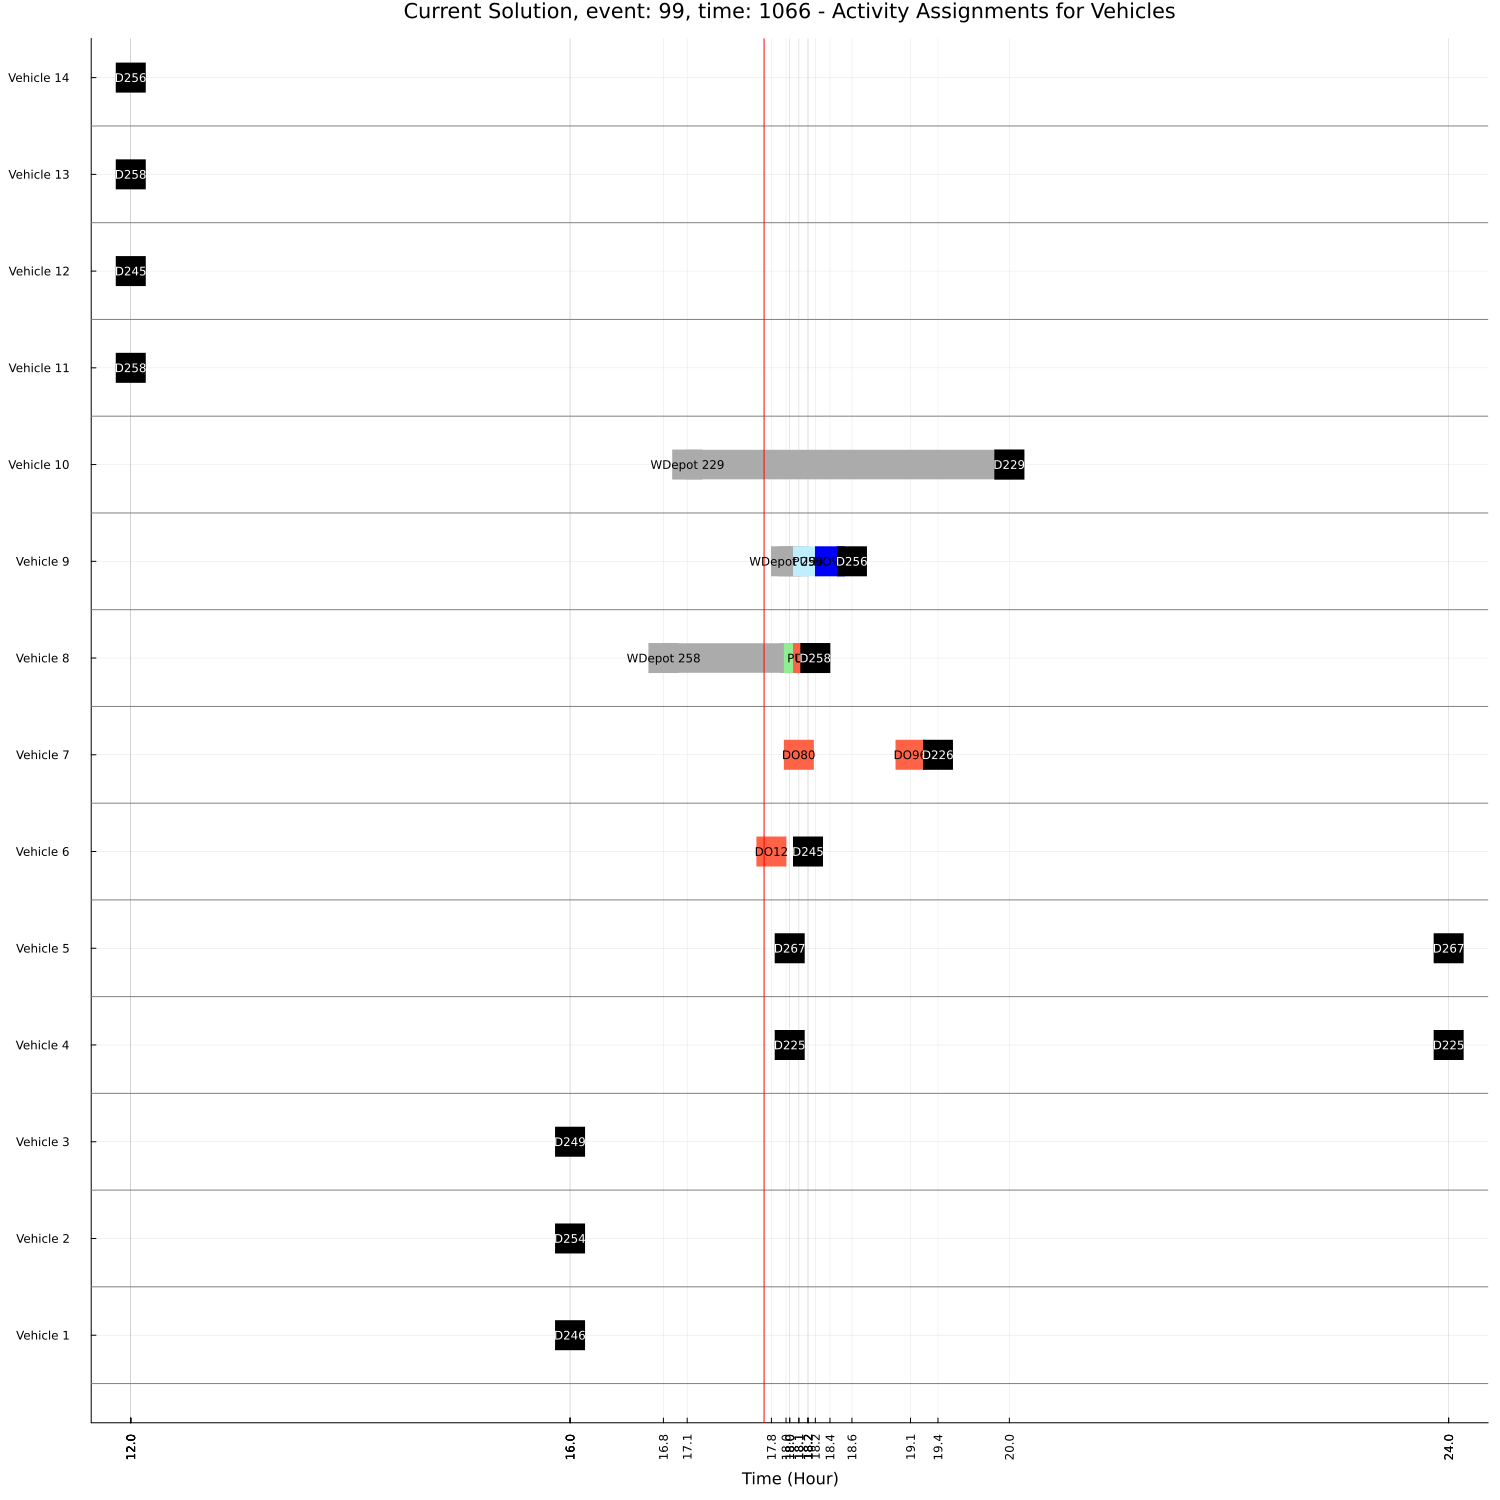 Current Solution, event: 99, time: 1066 - Activity Assignments for Vehicles
Vehicle 14
D256
Vehicle 13
D258
Vehicle 12
D245
Vehicle 11
D258
Vehicle 10
WDepot 229
D229
Vehicle 9
WDepot
D256
Vehicle 8
WDepot 258
D258
Vehicle 7
DO80
D226
Vehicle 6
DO12
D245
Vehicle 5
D267
D267
Vehicle 4
D225
D225
Vehicle 3
D249
Vehicle 2
D254
Vehicle 1
D246
12.0
16.0
16.8
17.1
17.8
18.2
18.4
18.6
19.1
19.4
20.0
24.0
Time (Hour)